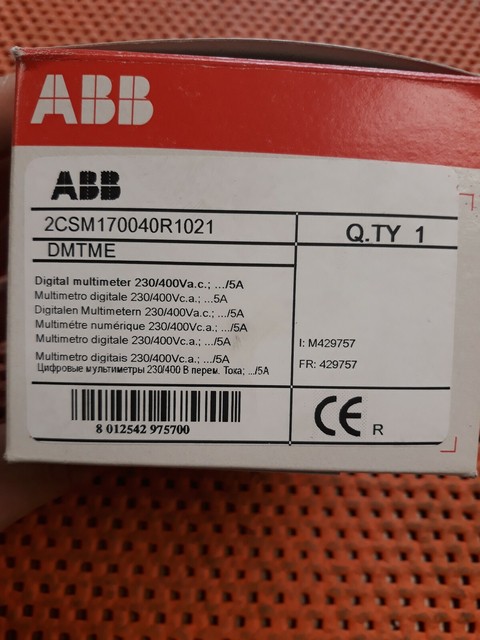 ABB
ABB
2CSM170040R1021
Q.TY 1
DMTME
Digital multimeter 230/400Va.c.; .../5A
Multimetro digitale 230/400Vc.a.; ...5A
Digitalen Multimetern 230/400Va.C.; .../5A
Multimétre numérique 230/400Vc.a.; .../5A
Multimetro digitale 230/400Vc.a.; .../5A
Multimetro digitais 230/400Vc.a.; .../5A
Цифровые мультиметры 230/400 В перем. Тока; .../5А
I: M429757
FR: 429757
8 012542 975700
CE R